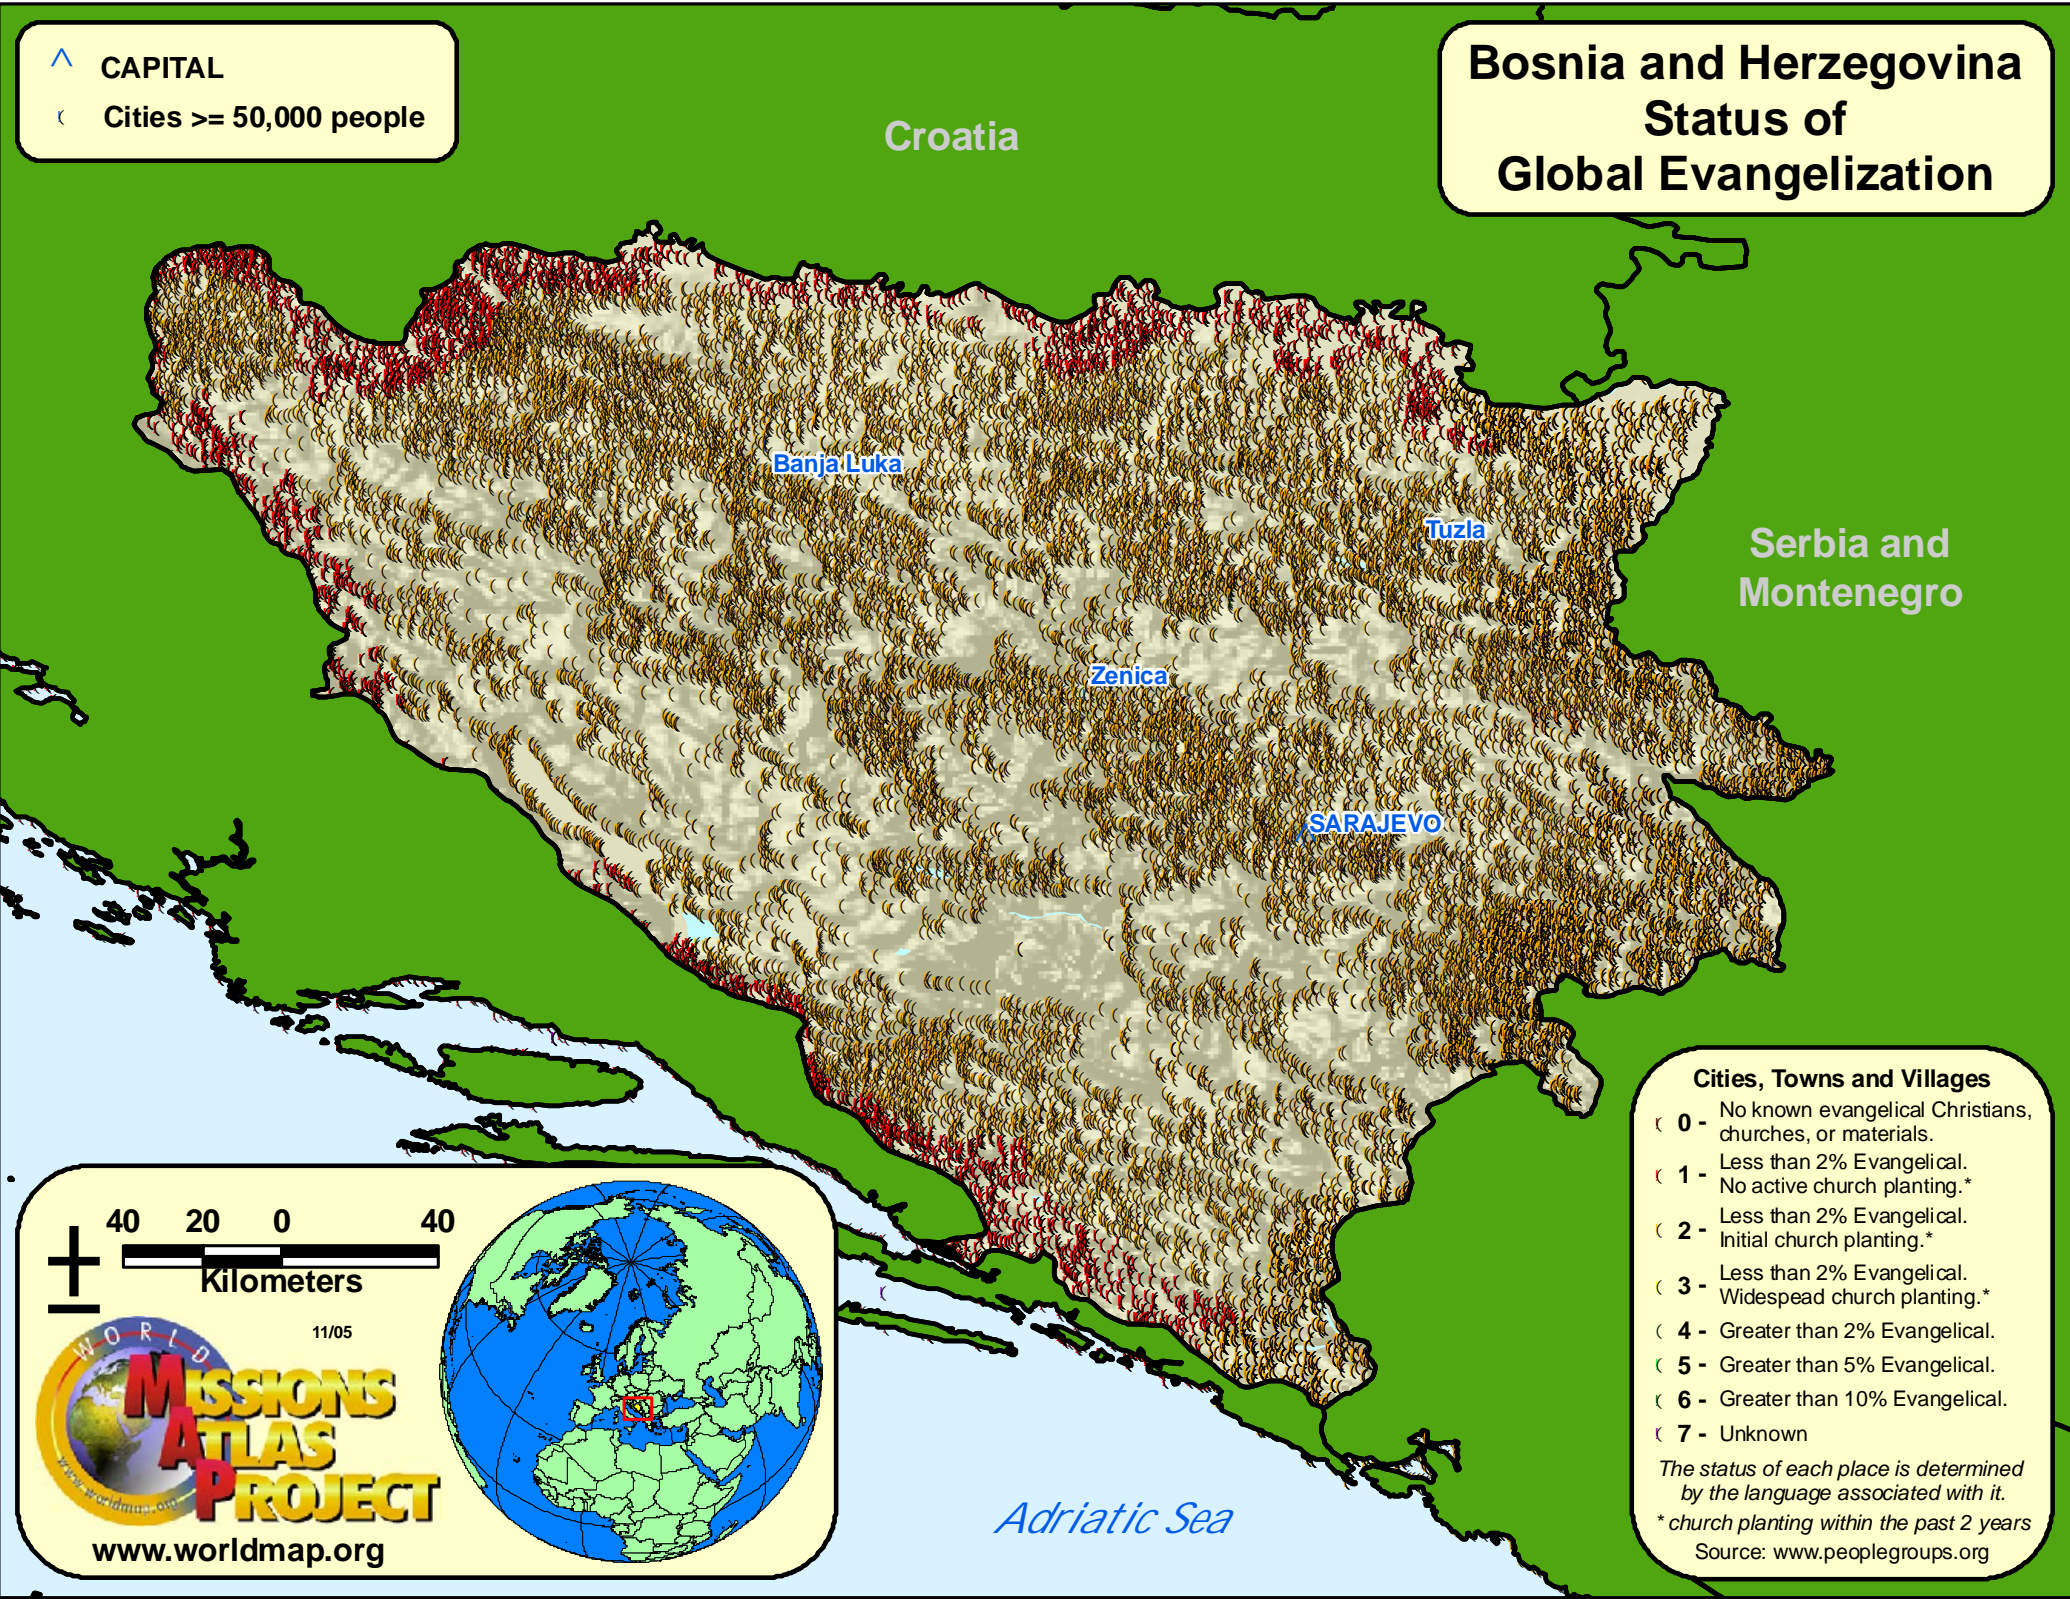 CAPITAL
Cities >= 50,000 people
Bosnia and Herzegovina
Status of
Global Evangelization
Croatia
Banja Luka
Tuzla
Serbia and
Montenegro
Zenica
SARAJEVO
Adriatic Sea
40 20 0 40
Kilometers
11/05
WORLD
MISSIONS
ATLAS
PROJECT
www.worldmap.org
www.worldmap.org
Cities, Towns and Villages
0 - No known evangelical Christians,
churches, or materials.
1 - Less than 2% Evangelical.
No active church planting.*
2 - Less than 2% Evangelical.
Initial church planting.*
3 - Less than 2% Evangelical.
Widespead church planting.*
4 - Greater than 2% Evangelical.
5 - Greater than 5% Evangelical.
6 - Greater than 10% Evangelical.
7 - Unknown
The status of each place is determined
by the language associated with it.
* church planting within the past 2 years
Source: www.peoplegroups.org